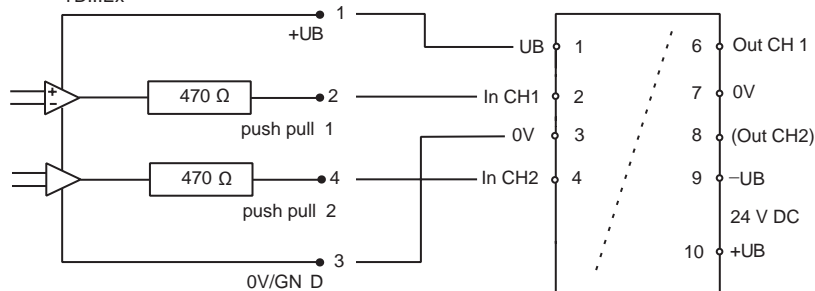 1
+UB
UB 1 6 Out CH 1
470 Ω 2 In CH1 2 7 0V
push pull 1
0V 3 8 (Out CH2)
470 Ω 4 In CH2 4 9 –UB
push pull 2
24 V DC
10 +UB
3
0V/GN D